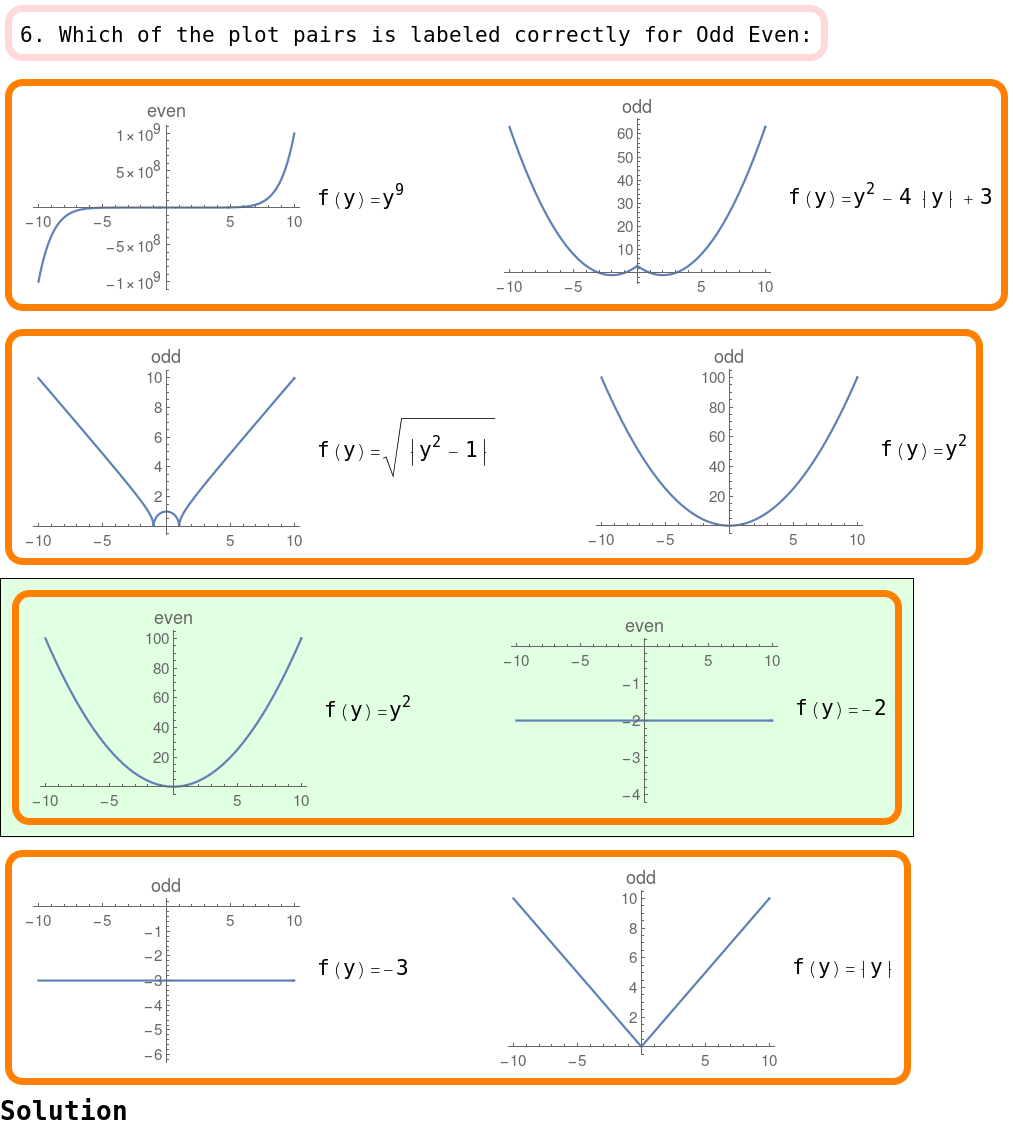 6. Which of the plot pairs is labeled correctly for Odd Even:
even
1×10^9
5×10^8
−10 −5 5 10
−5×10^8
−1×10^9
f(y)=y^9
odd
60
50
40
30
20
10
−10 −5 5 10
f(y)=y^2 − 4 |y| + 3
odd
10
8
6
4
2
−10 −5 5 10
f(y)=√|y^2 − 1|
odd
100
80
60
40
20
−10 −5 5 10
f(y)=y^2
even
100
80
60
40
20
−10 −5 5 10
f(y)=y^2
even
−10 −5 5 10
−1
−2
−3
−4
f(y)=−2
odd
−10 −5 5 10
−1
−2
−3
−4
−5
−6
f(y)=−3
odd
10
8
6
4
2
−10 −5 5 10
f(y)=|y|
Solution